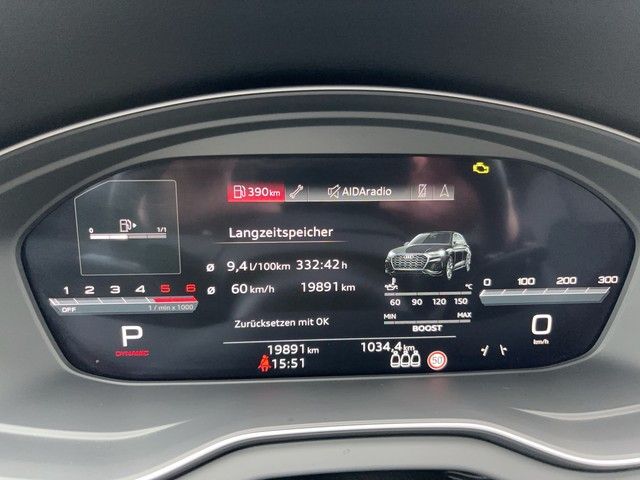 390 km AIDAradio
Langzeitspeicher
0 1/1
ø 9,4 l/100km 332:42 h
ø 60 km/h 19891 km
1 2 3 4 5 6
OFF 1 / min x 1000
60 90 120 150
0 100 200 300
MIN MAX
BOOST
P
DYNAMIC
Zurücksetzen mit OK
0
km/h
19891 km 1034.4 km
15:51 50